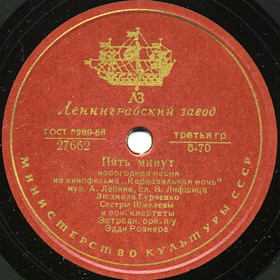 ЛЗ
Ленинградский завод
ГОСТ 5289-56
третья гр.
27662
5-70
Пять минут
новогодняя песня
из кинофильма „Карнавальная ночь"
муз. А. Лепина, сл. В. Лифшица
Людмила Гурченко
Сестры Шмелевы
и вок. квартеты
Эстрадн. орк. п/у
Эдди Рознера
МИНИСТЕРСТВО КУЛЬТУРЫ СССР